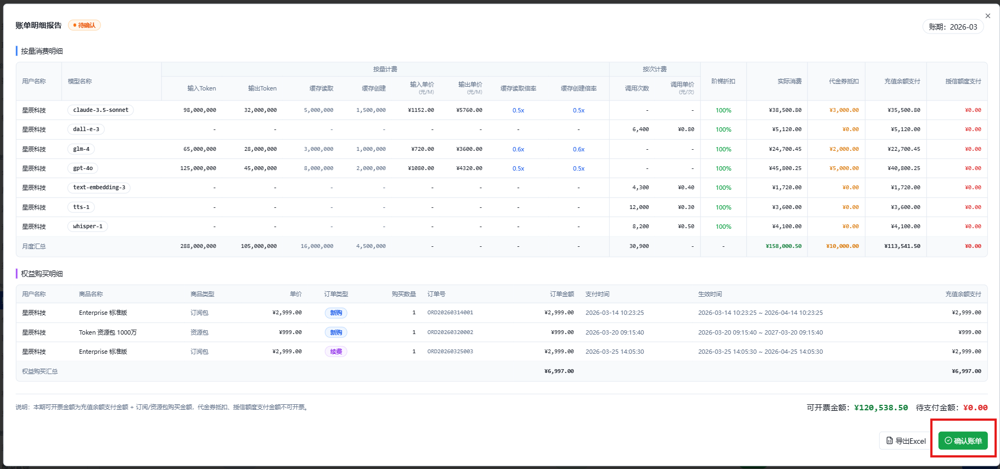 账单明细报告 待确认
账期：2026-03
按量消费明细
用户名称 模型名称 按量计费 按次计费 阶梯折扣 实际消费 代金券抵扣 充值余额支付 授信额度支付
输入Token 输出Token 缓存读取 缓存创建 输入单价 (元/M) 输出单价 (元/M) 缓存读取倍率 缓存创建倍率 调用次数 调用单价 (元/次)
星辰科技 claude-3.5-sonnet 98,000,000 32,000,000 5,000,000 1,500,000 ¥1152.00 ¥5760.00 0.5x 0.5x - - 100% ¥38,500.80 ¥3,000.00 ¥35,500.80 ¥0.00
星辰科技 dall-e-3 - - - - - - - - 6,400 ¥0.80 100% ¥5,120.00 ¥0.00 ¥5,120.00 ¥0.00
星辰科技 glm-4 65,000,000 28,000,000 3,000,000 1,000,000 ¥720.00 ¥3600.00 0.6x 0.6x - - 100% ¥24,700.45 ¥2,000.00 ¥22,700.45 ¥0.00
星辰科技 gpt-4o 125,000,000 45,000,000 8,000,000 2,000,000 ¥1080.00 ¥4320.00 0.5x 0.5x - - 100% ¥45,800.25 ¥5,000.00 ¥40,800.25 ¥0.00
星辰科技 text-embedding-3 - - - - - - - - 4,300 ¥0.40 100% ¥1,720.00 ¥0.00 ¥1,720.00 ¥0.00
星辰科技 tts-1 - - - - - - - - 12,000 ¥0.30 100% ¥3,600.00 ¥0.00 ¥3,600.00 ¥0.00
星辰科技 whisper-1 - - - - - - - - 8,200 ¥0.50 100% ¥4,100.00 ¥0.00 ¥4,100.00 ¥0.00
月度汇总 288,000,000 105,000,000 16,000,000 4,500,000 - - - - 30,900 - - ¥158,000.50 ¥10,000.00 ¥113,541.50 ¥0.00
权益购买明细
用户名称 商品名称 商品类型 单价 订单类型 购买数量 订单号 订单金额 支付时间 生效时间 充值余额支付
星辰科技 Enterprise 标准版 订阅包 ¥2,999.00 新购 1 ORD20260314001 ¥2,999.00 2026-03-14 10:23:25 2026-03-14 10:23:25 ~ 2026-04-14 10:23:25 ¥2,999.00
星辰科技 Token 资源包 1000万 资源包 ¥999.00 新购 1 ORD20260320002 ¥999.00 2026-03-20 09:15:40 2026-03-20 09:15:40 ~ 2027-03-20 09:15:40 ¥999.00
星辰科技 Enterprise 标准版 订阅包 ¥2,999.00 续费 1 ORD20260325003 ¥2,999.00 2026-03-25 14:05:30 2026-03-25 14:05:30 ~ 2026-04-25 14:05:30 ¥2,999.00
权益购买汇总 ¥6,997.00 ¥6,997.00
说明：本期可开票金额为充值余额支付金额 + 订阅/资源包购买金额，代金券抵扣、授信额度支付金额不可开票。
可开票金额：¥120,538.50 待支付金额：¥0.00
导出Excel 确认账单